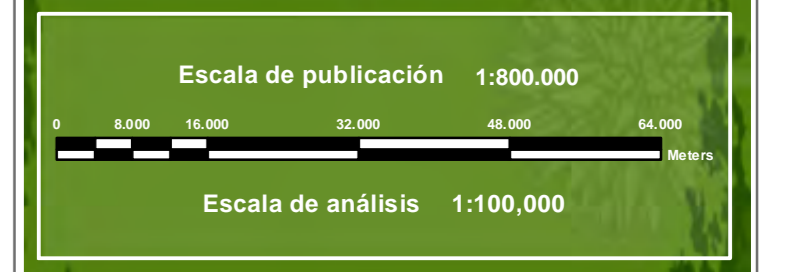 Escala de publicación 1:800.000
0 8.000 16.000 32.000 48.000 64.000
Meters
Escala de análisis 1:100,000